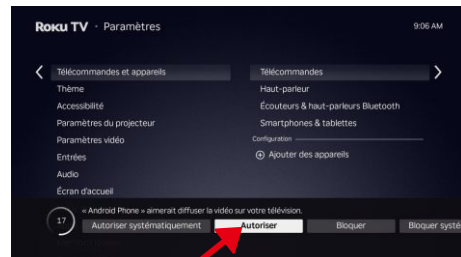 Roku TV · Paramètres
9:06 AM
Télécommandes et appareils
Thème
Accessibilité
Paramètres du projecteur
Paramètres vidéo
Entrées
Audio
Écran d'accueil
Télécommandes
Haut-parleur
Écouteurs & haut-parleurs Bluetooth
Smartphones & tablettes
Configuration
Ajouter des appareils
17
« Android Phone » aimerait diffuser la vidéo sur votre télévision.
Autoriser systématiquement
Autoriser
Bloquer
Bloquer systé